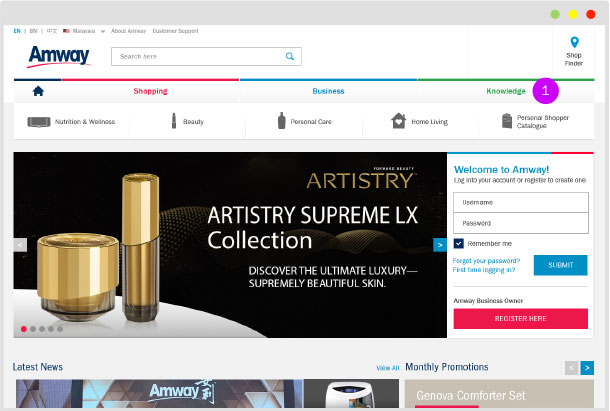 EN | BM | 中文 Malaysia About Amway Customer Support
Amway
Search here
Shop
Finder
Shopping
Business
Knowledge
1
Nutrition & Wellness
Beauty
Personal Care
Home Living
Personal Shopper
Catalogue
FORWARD BEAUTY
ARTISTRY
ARTISTRY SUPREME LX
Collection
DISCOVER THE ULTIMATE LUXURY—
SUPREMELY BEAUTIFUL SKIN.
<
>
Welcome to Amway!
Log into your account or register to create one.
Username
Password
Remember me
Forgot your password?
First time logging in?
SUBMIT
Amway Business Owner
REGISTER HERE
Latest News
View All
Monthly Promotions
<
>
Amway
Genova Comforter Set